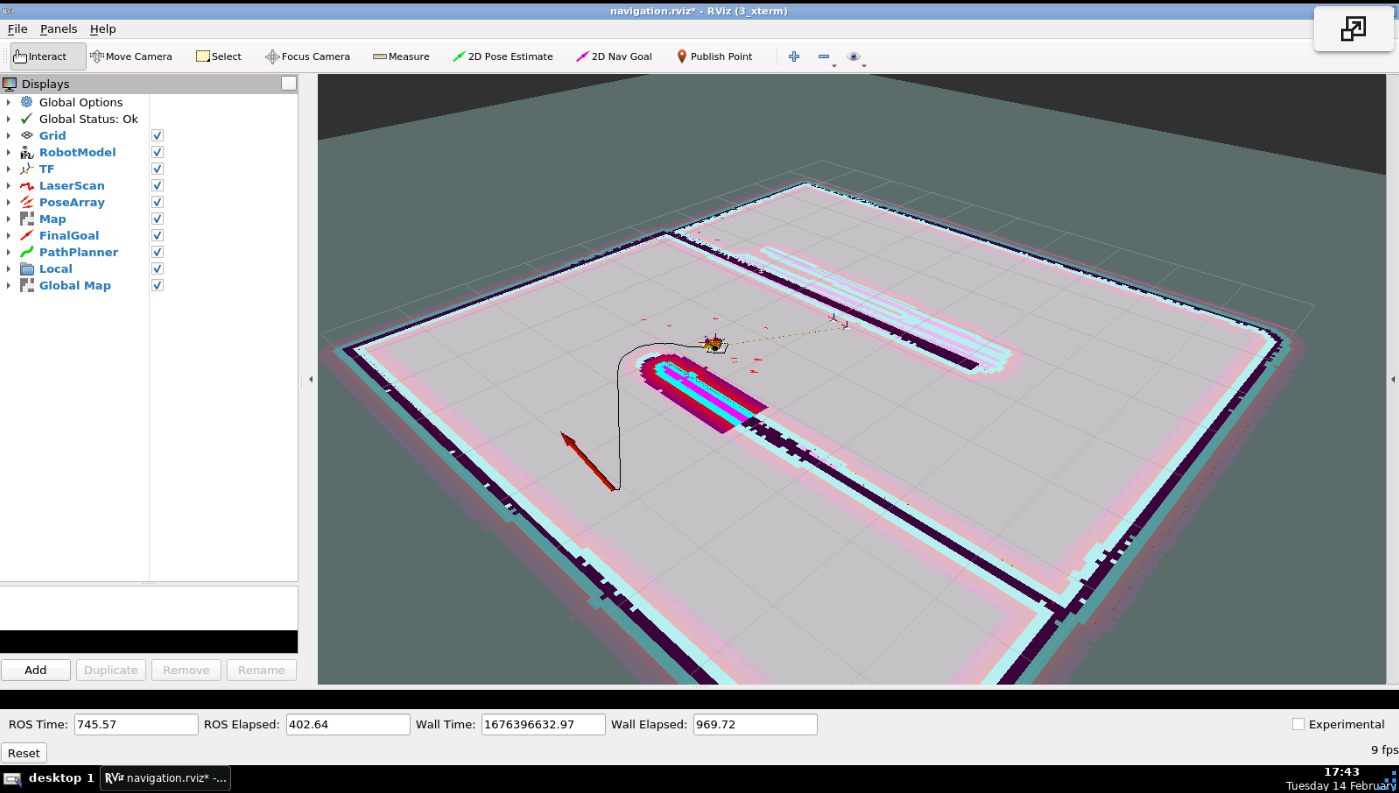 RViz
navigation.rviz* - RViz (3_xterm)
File Panels Help
Interact Move Camera Select Focus Camera Measure 2D Pose Estimate 2D Nav Goal Publish Point
Displays
Global Options
Global Status: Ok
Grid
RobotModel
TF
LaserScan
PoseArray
Map
FinalGoal
PathPlanner
Local
Global Map
Add Duplicate Remove Rename
ROS Time: 745.57 ROS Elapsed: 402.64 Wall Time: 1676396632.97 Wall Elapsed: 969.72 Experimental
Reset 9 fps
desktop 1 RViz navigation.rviz* -... 17:43
Tuesday 14 February